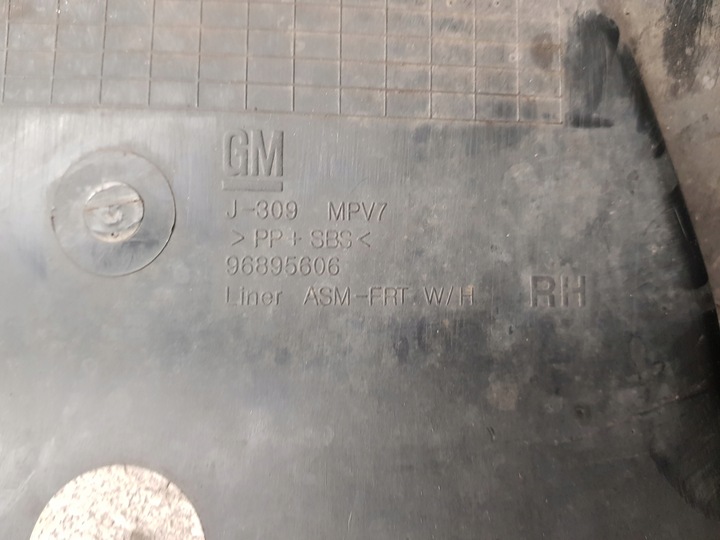 GM
J-309 MPV7
>PP+SBS<
96895606
Liner ASM-FRT W/H RH